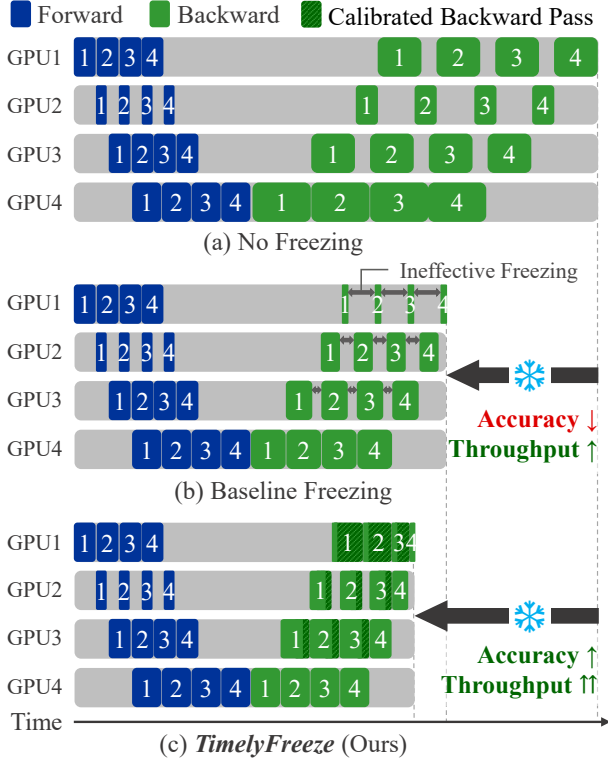 Forward Backward Calibrated Backward Pass
GPU1 1 2 3 4 1 2 3 4
GPU2 1 2 3 4 1 2 3 4
GPU3 1 2 3 4 1 2 3 4
GPU4 1 2 3 4 1 2 3 4
(a) No Freezing
Ineffective Freezing
GPU1 1 2 3 4 1 2 3 4
GPU2 1 2 3 4 1 2 3 4
GPU3 1 2 3 4 1 2 3 4
Accuracy ↓
GPU4 1 2 3 4 1 2 3 4
Throughput ↑
(b) Baseline Freezing
GPU1 1 2 3 4 1 2 3 4
GPU2 1 2 3 4 1 2 3 4
GPU3 1 2 3 4 1 2 3 4
Accuracy ↑
GPU4 1 2 3 4 1 2 3 4
Throughput ⇈
Time
(c) TimelyFreeze (Ours)